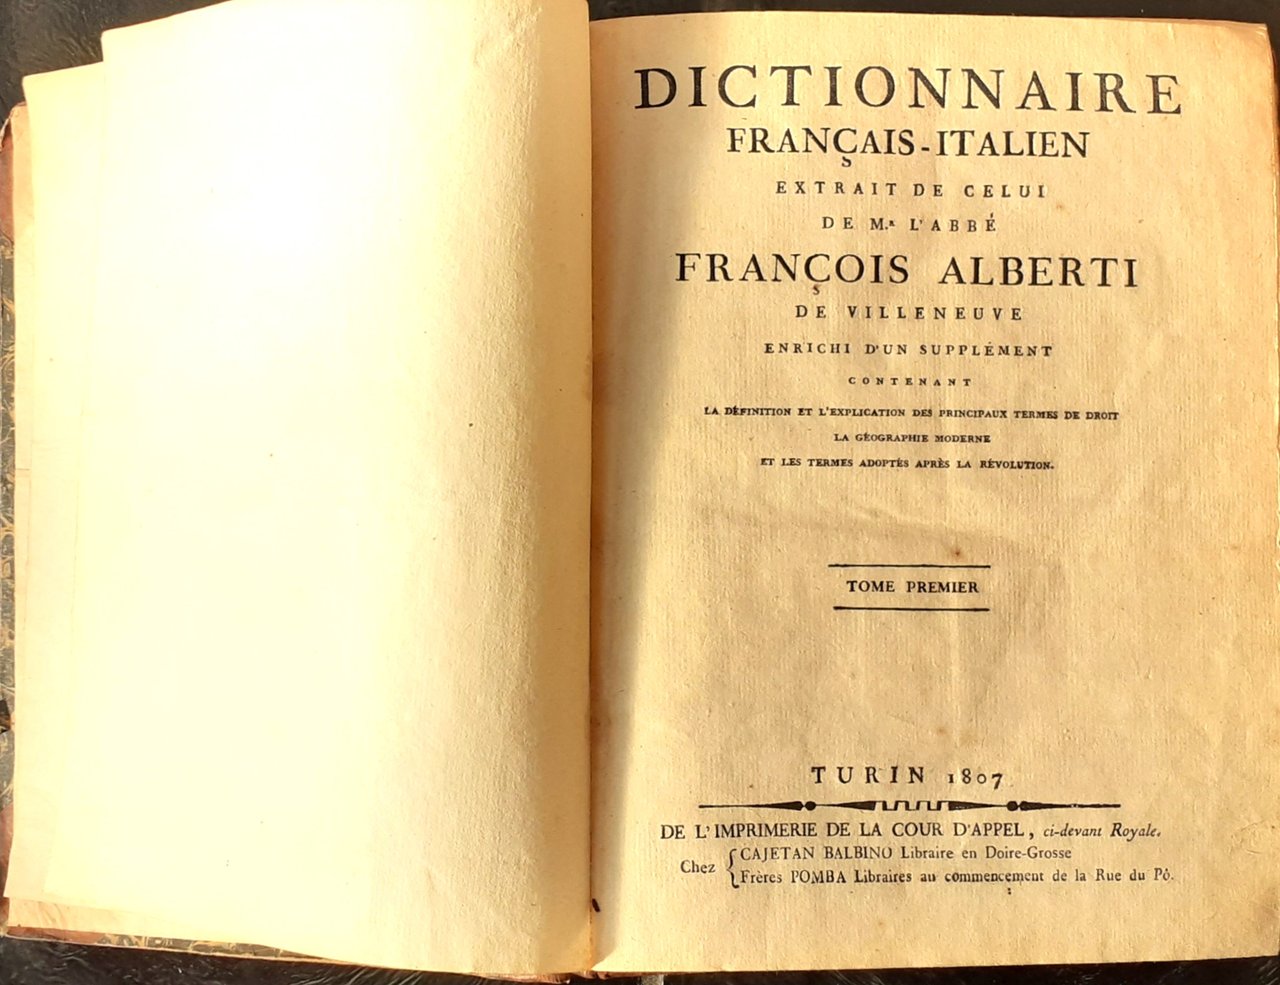 DICTIONNAIRE
FRANÇAIS-ITALIEN
EXTRAIT DE CELUI
DE M.ʀ L'ABBÉ
FRANÇOIS ALBERTI
DE VILLENEUVE
ENRICHI D'UN SUPPLÉMENT
CONTENANT
LA DÉFINITION ET L'EXPLICATION DES PRINCIPAUX TERMES DE DROIT
LA GÉOGRAPHIE MODERNE
ET LES TERMES ADOPTÉS APRÈS LA RÉVOLUTION.
TOME PREMIER
TURIN 1807
DE L'IMPRIMERIE DE LA COUR D'APPEL, ci-devant Royale.
Chez { CAJETAN BALBINO Libraire en Doire-Grosse
Frères POMBA Libraires au commencement de la Rue du Pô.